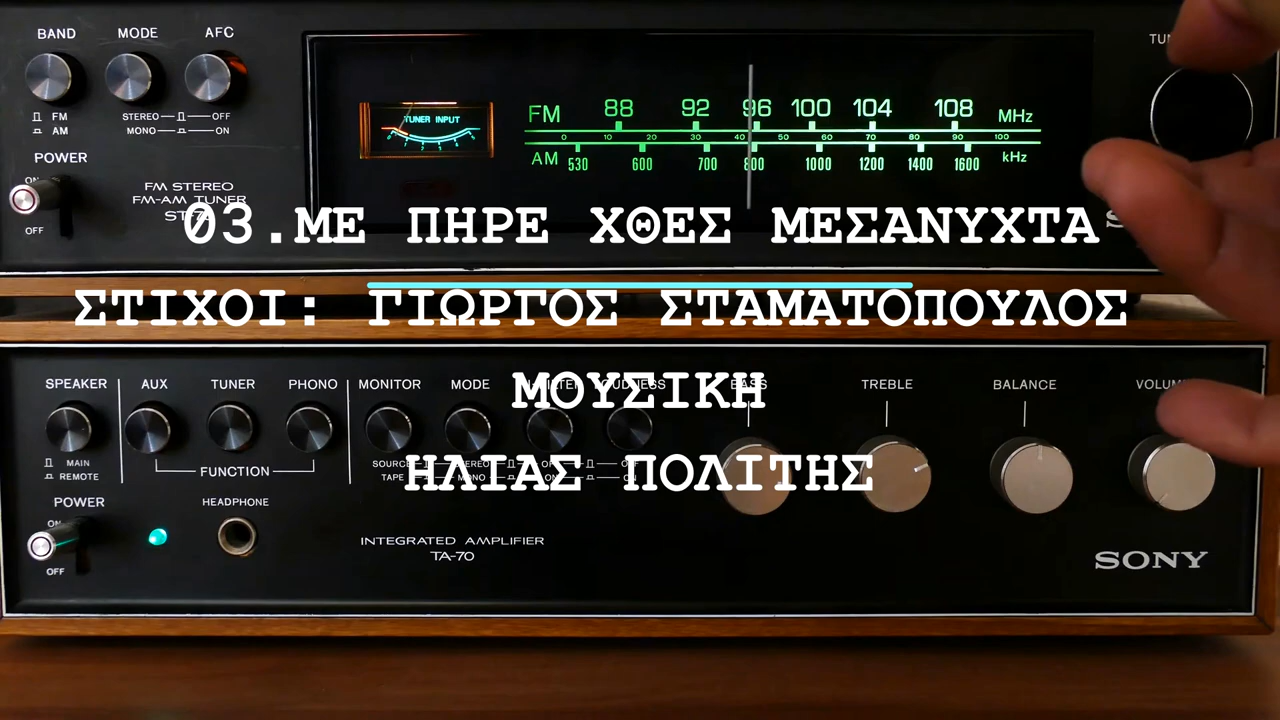 BAND MODE AFC
FM STEREO OFF
AM MONO ON
POWER
ON
OFF
FM STEREO
FM-AM TUNER
TUNER INPUT
FM 88 92 96 100 104 108 MHz
0 10 20 30 40 50 60 70 80 90 100
AM 530 600 700 800 1000 1200 1400 1600 kHz
03.ΜΕ ΠΗΡΕ ΧΘΕΣ ΜΕΣΑΝΥΧΤΑ
ΣΤΙΧΟΙ: ΓΙΩΡΓΟΣ ΣΤΑΜΑΤΟΠΟΥΛΟΣ
ΜΟΥΣΙΚΗ
ΗΛΙΑΣ ΠΟΛΙΤΗΣ
SPEAKER AUX TUNER PHONO MONITOR MODE BASS TREBLE BALANCE
MAIN SOURCE STEREO
REMOTE FUNCTION TAPE MONO
POWER HEADPHONE
ON
OFF
INTEGRATED AMPLIFIER
TA-70
SONY